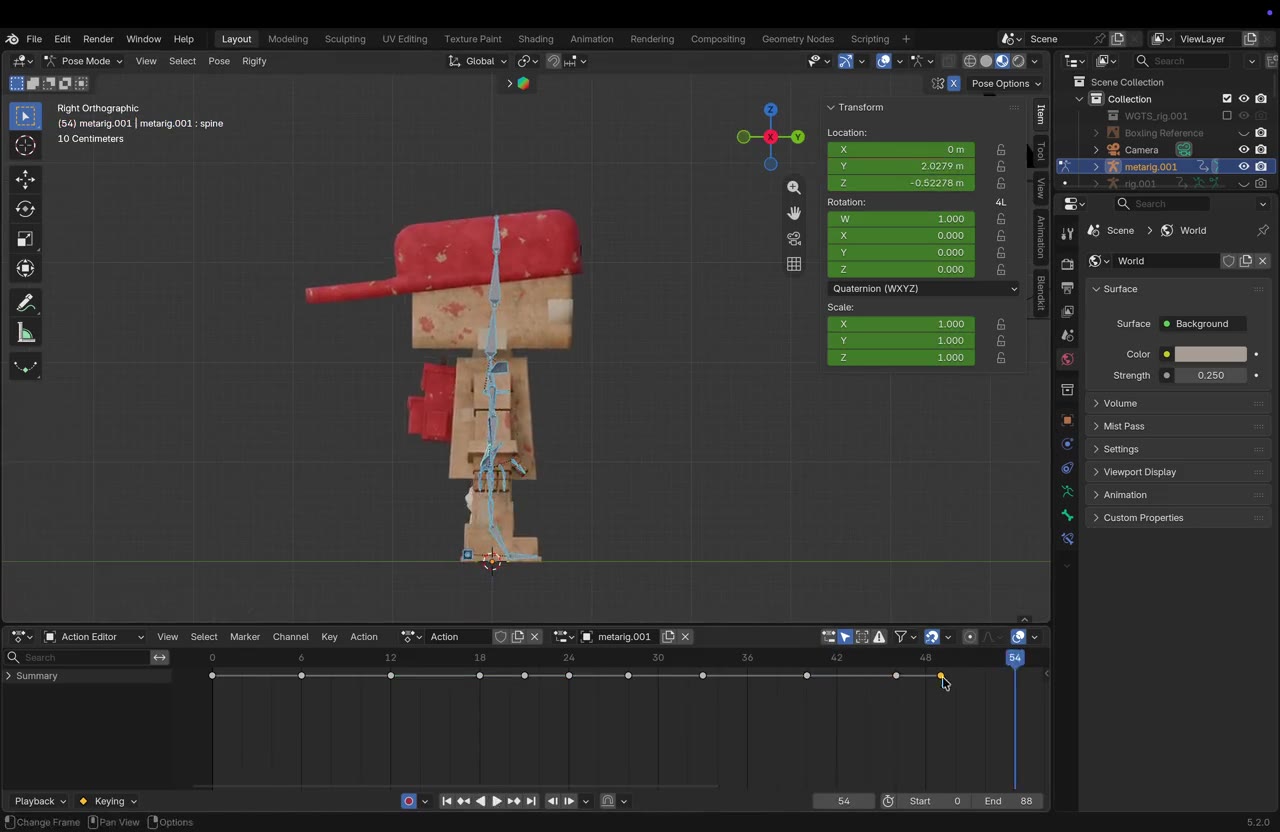 File Edit Render Window Help Layout Modeling Sculpting UV Editing Texture Paint Shading Animation Rendering Compositing Geometry Nodes Scripting + Scene ViewLayer
Pose Mode View Select Pose Rigify Global Search
X Pose Options Scene Collection
Right Orthographic Transform Collection
(54) metarig.001 | metarig.001 : spine WGTS_rig.001
10 Centimeters Location: Boxling Reference
X 0 m Camera
Y 2.0279 m metarig.001
Z -0.52278 m rig.001
Rotation: 4L Search
W 1.000
X 0.000 Scene > World
Y 0.000
Z 0.000 World
Quaternion (WXYZ) Surface
Scale:
X 1.000 Surface Background
Y 1.000 Color
Z 1.000 Strength 0.250
Item
Tool
View
Animation
Blendkit
Z
Y
X
Volume
Mist Pass
Settings
Viewport Display
Animation
Custom Properties
Action Editor View Select Marker Channel Key Action Action metarig.001
Search 0 6 12 18 24 30 36 42 48 54
Summary
Playback Keying 54 Start 0 End 88
Change Frame Pan View Options 5.2.0